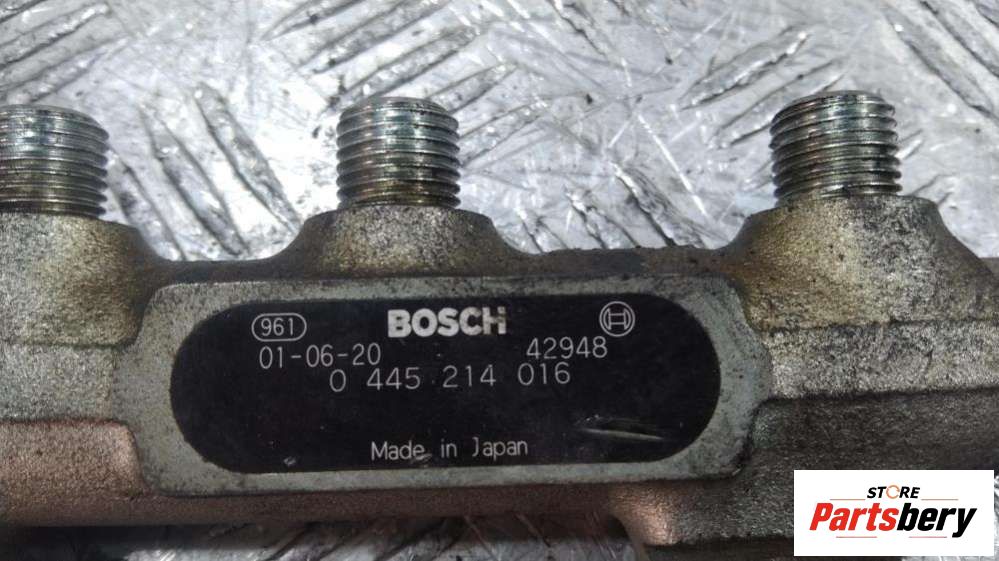 961 BOSCH
01-06-20 42948
0 445 214 016
Made in Japan
STORE
Partsbery